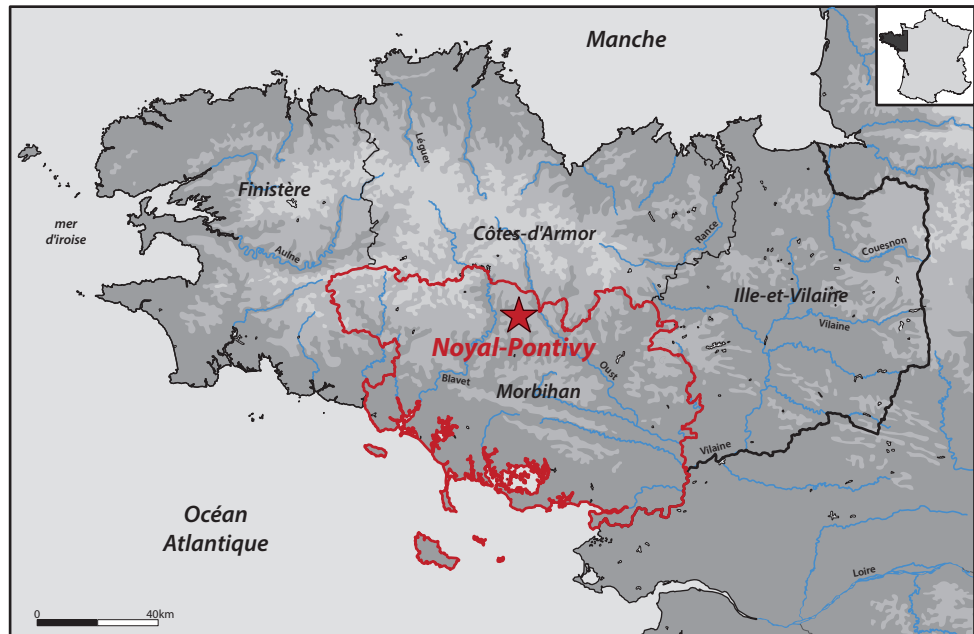 Manche
Léguer
Finistère
mer
d'iroise
Aulne
Côtes-d'Armor
Rance
Couesnon
Ille-et-Vilaine
Vilaine
Noyal-Pontivy
Oust
Blavet
Morbihan
Vilaine
Océan
Atlantique
Loire
0 40km